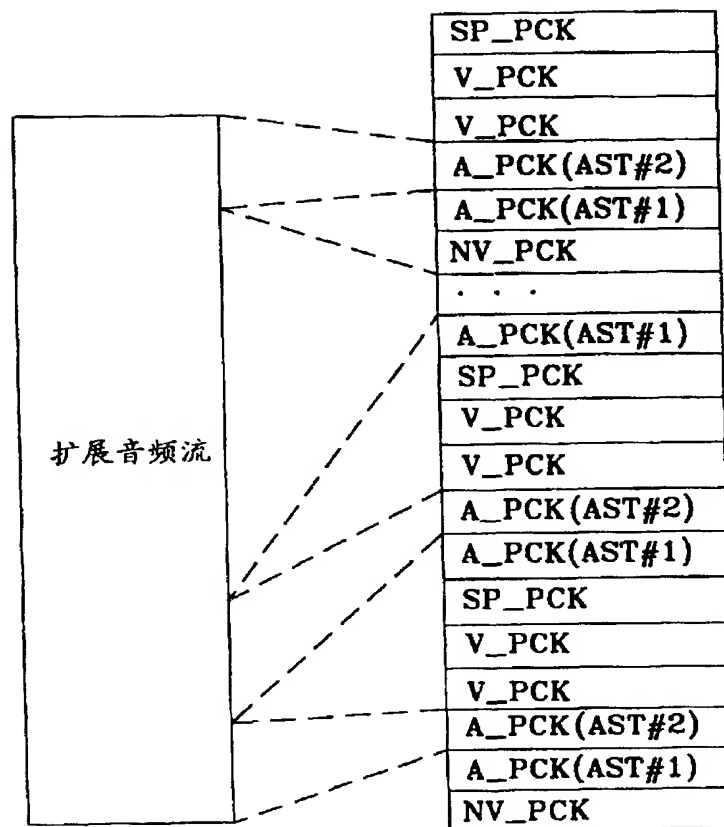 SP_PCK
V_PCK
V_PCK
A_PCK(AST#2)
A_PCK(AST#1)
NV_PCK
. . .
A_PCK(AST#1)
SP_PCK
V_PCK
扩展音频流
V_PCK
A_PCK(AST#2)
A_PCK(AST#1)
SP_PCK
V_PCK
V_PCK
A_PCK(AST#2)
A_PCK(AST#1)
NV_PCK